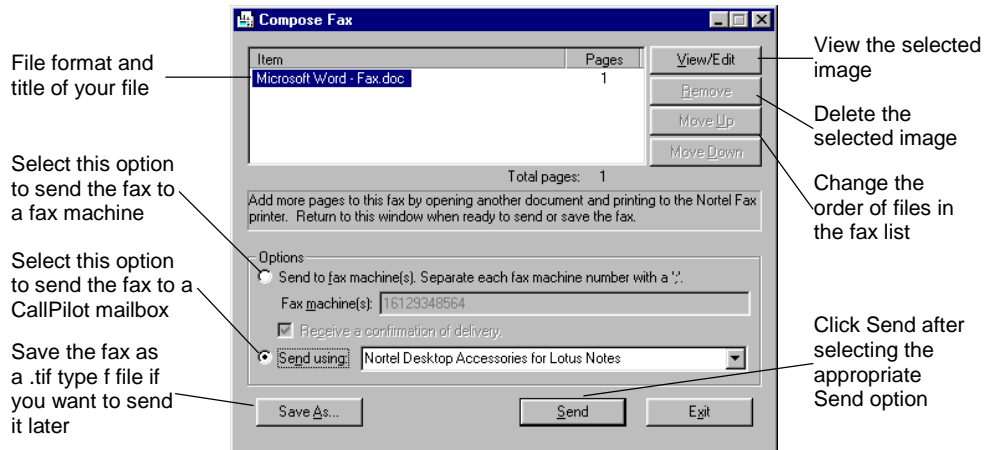 Compose Fax
File format and
title of your file
Item Pages
Microsoft Word - Fax.doc 1
View/Edit
Remove
Move Up
Move Down
View the selected
image
Delete the
selected image
Change the
order of files in
the fax list
Total pages: 1
Add more pages to this fax by opening another document and printing to the Nortel Fax
printer. Return to this window when ready to send or save the fax.
Select this option
to send the fax to
a fax machine
Options
Send to fax machine(s). Separate each fax machine number with a ';'.
Fax machine(s): 16129348564
Receive a confirmation of delivery.
Select this option
to send the fax to a
CallPilot mailbox
Send using: Nortel Desktop Accessories for Lotus Notes
Save the fax as
a .tif type f file if
you want to send
it later
Save As...
Send
Exit
Click Send after
selecting the
appropriate
Send option